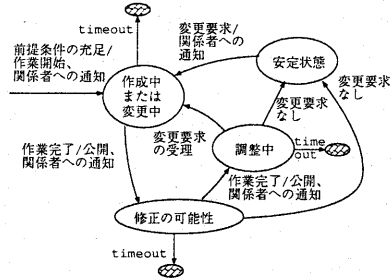 timeout
前提条件の充足/
作業開始、
関係者への通知
変更要求/
関係者への
通知
安定状態
作成中
または
変更中
変更要求
なし
変更要求
なし
変更要求
の受理
調整中
time
out
作業完了/公開、
関係者への通知
作業完了/公開、
関係者への通知
修正の可能性
timeout